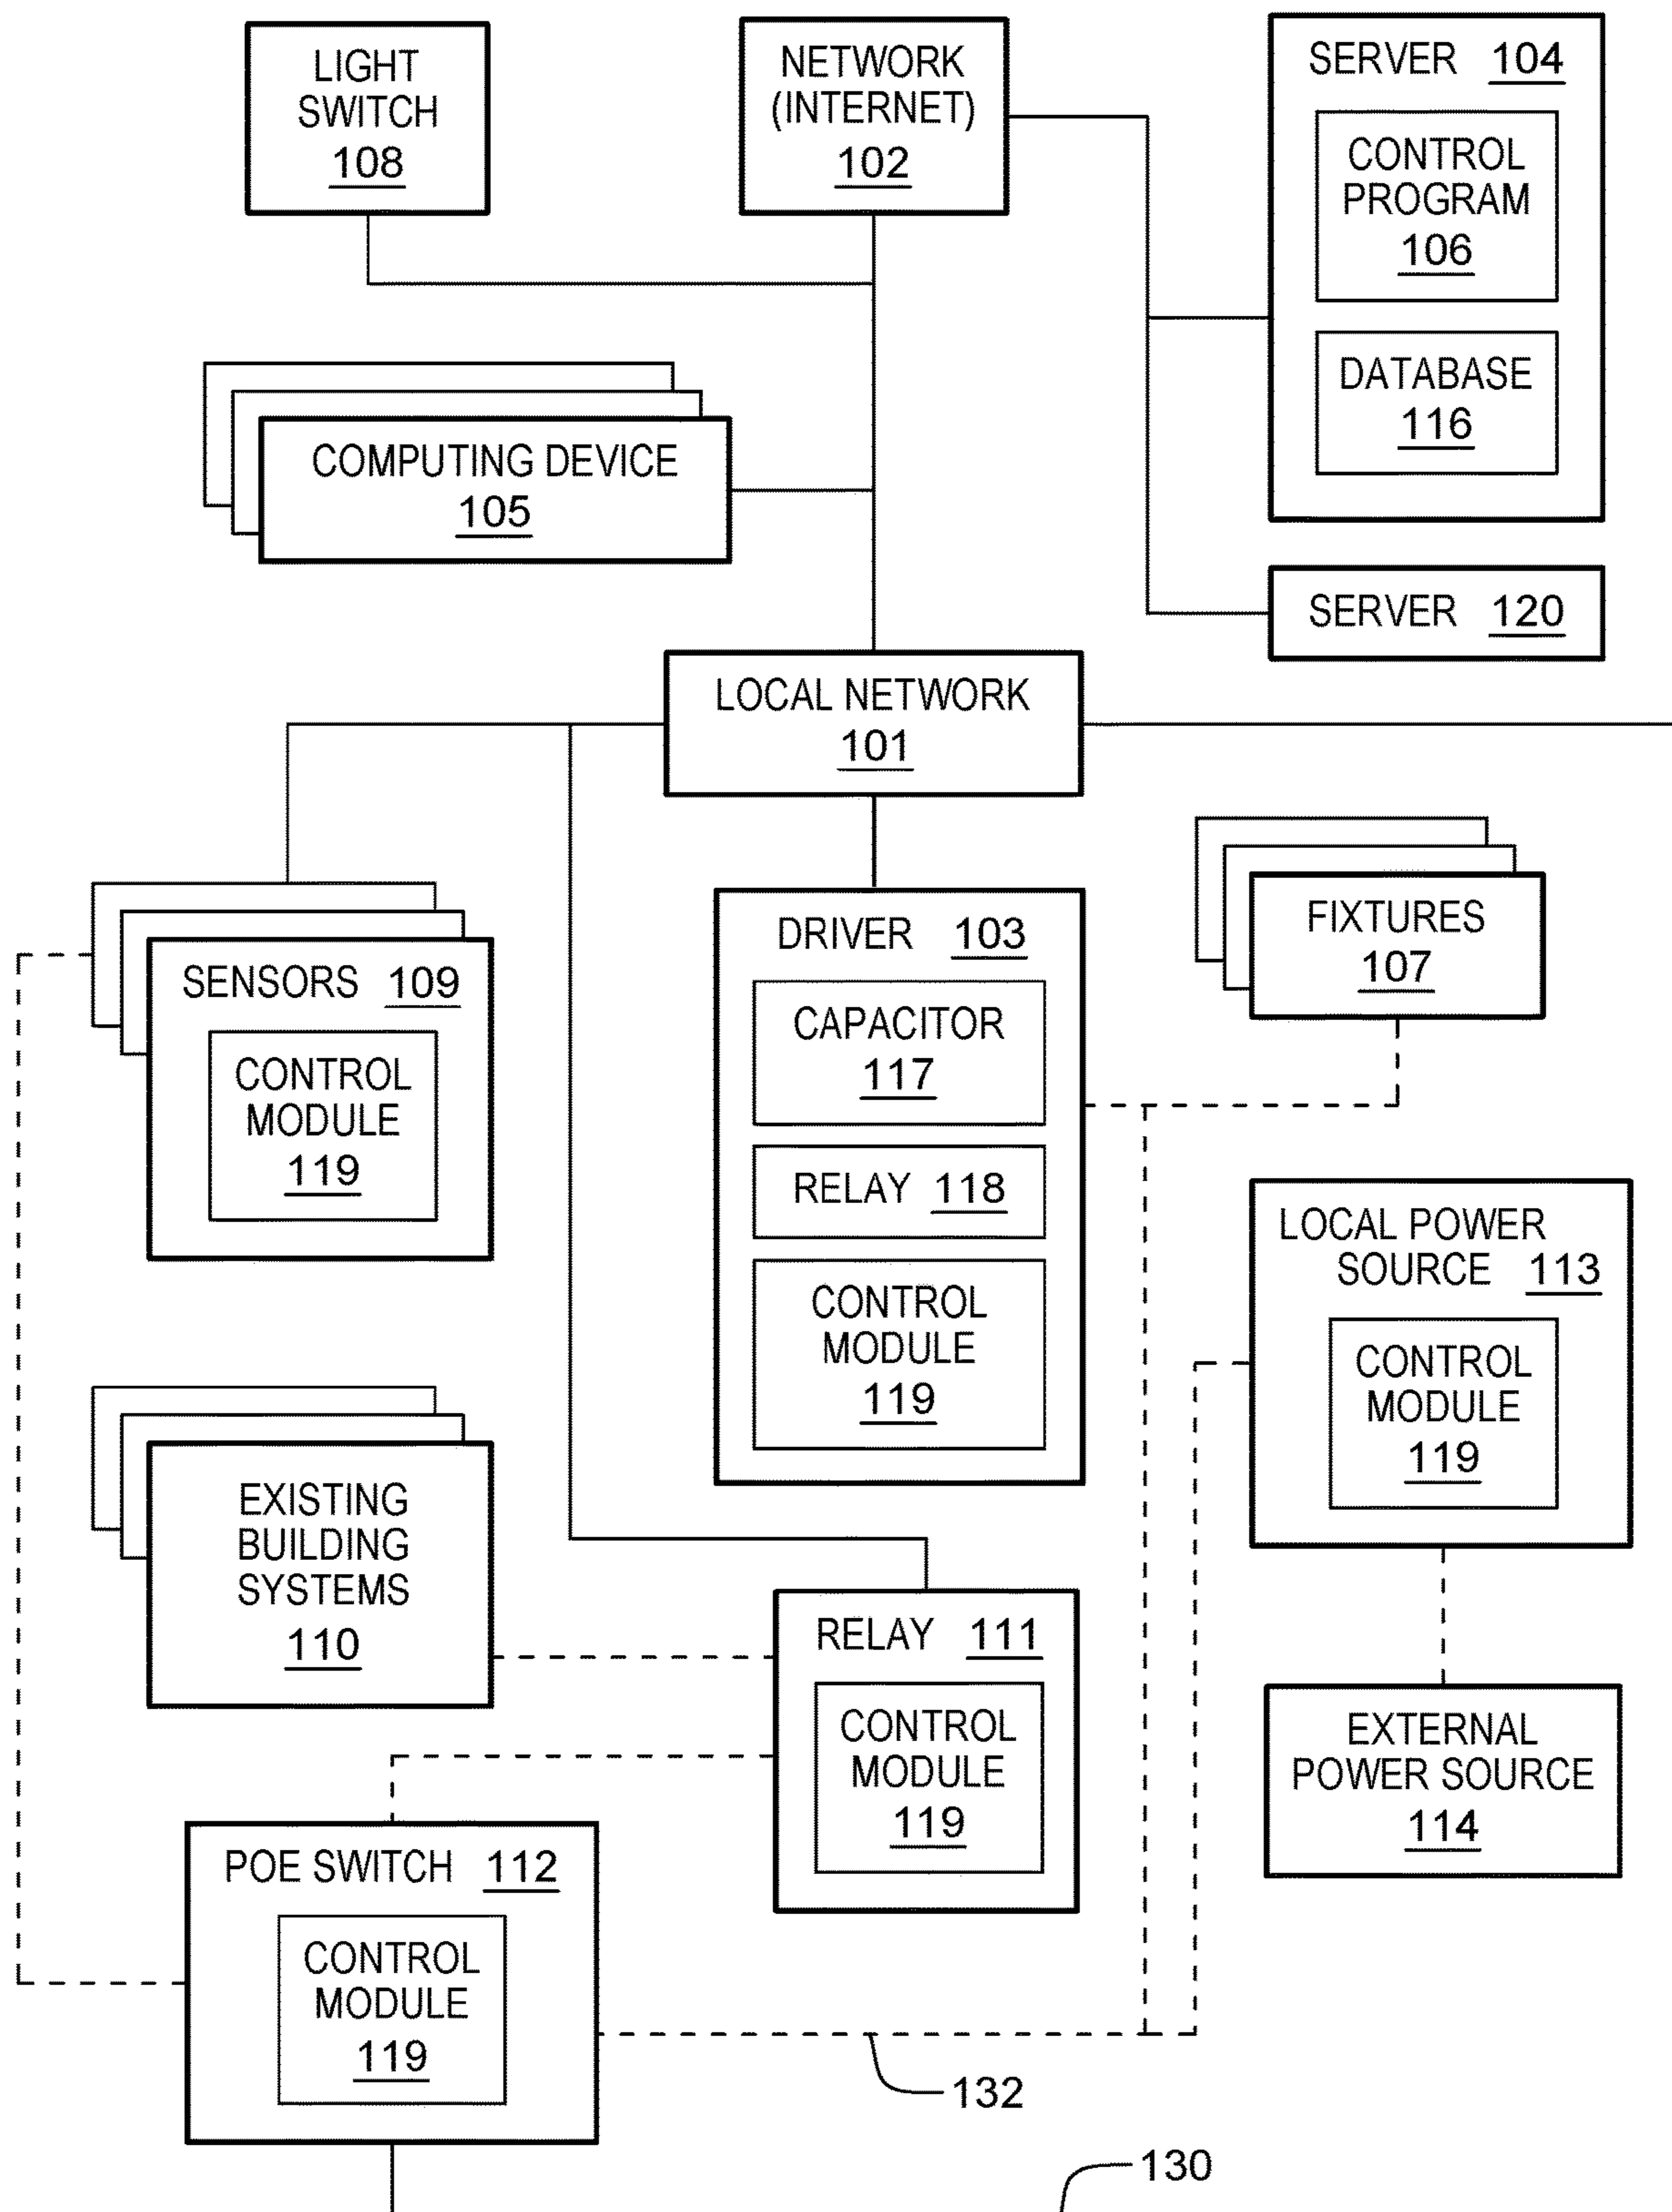 LIGHT
SWITCH
108
NETWORK
(INTERNET)
102
SERVER 104
CONTROL
PROGRAM
106
DATABASE
116
COMPUTING DEVICE
105
SERVER 120
LOCAL NETWORK
101
SENSORS 109
CONTROL
MODULE
119
DRIVER 103
CAPACITOR
117
RELAY 118
CONTROL
MODULE
119
FIXTURES
107
LOCAL POWER
SOURCE 113
CONTROL
MODULE
119
EXISTING
BUILDING
SYSTEMS
110
RELAY 111
CONTROL
MODULE
119
EXTERNAL
POWER SOURCE
114
POE SWITCH 112
CONTROL
MODULE
119
132
130